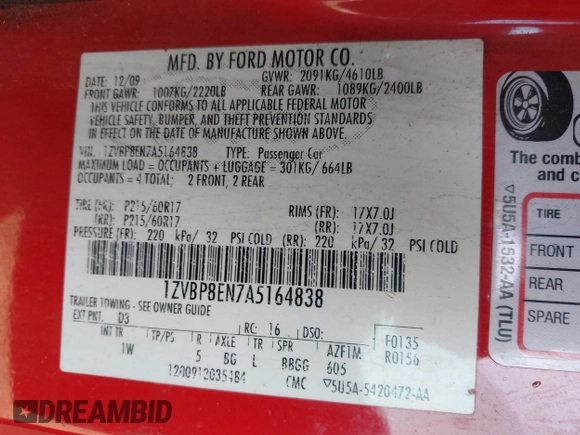 MFD. BY FORD MOTOR CO.
DATE: 12/09 GVWR: 2091KG/4610LB
FRONT GAWR: 1007KG/2220LB REAR GAWR: 1089KG/2400LB
THIS VEHICLE CONFORMS TO ALL APPLICABLE FEDERAL MOTOR
VEHICLE SAFETY, BUMPER, AND THEFT PREVENTION STANDARDS
IN EFFECT ON THE DATE OF MANUFACTURE SHOWN ABOVE.
VIN: 1ZVBP8EN7A5164838 TYPE: Passenger Car
MAXIMUM LOAD = OCCUPANTS + LUGGAGE = 301KG/ 664LB
OCCUPANTS = 4 TOTAL; 2 FRONT, 2 REAR
TIRE (FR): P215/60R17 RIMS (FR): 17X7.0J
(RR): P215/60R17 (RR): 17X7.0J
PRESSURE (FR): 220 kPa/ 32 PSI COLD (RR): 220 kPa/ 32 PSI COLD
1ZVBP8EN7A5164838
TRAILER TOWING - SEE OWNER GUIDE
EXT PNT: D3 RC: 16 DSO: F0135
INT TR TP/PS R AXLE TR SPR AZF1M R0156
1W 5 BG L BBGG 605
1200912035484 CMC ▽5U5A-5420472-AA
The combi
and c
TIRE
FRONT
REAR
SPARE
▽5U5A-1532-AA (TLU)
DREAMBID